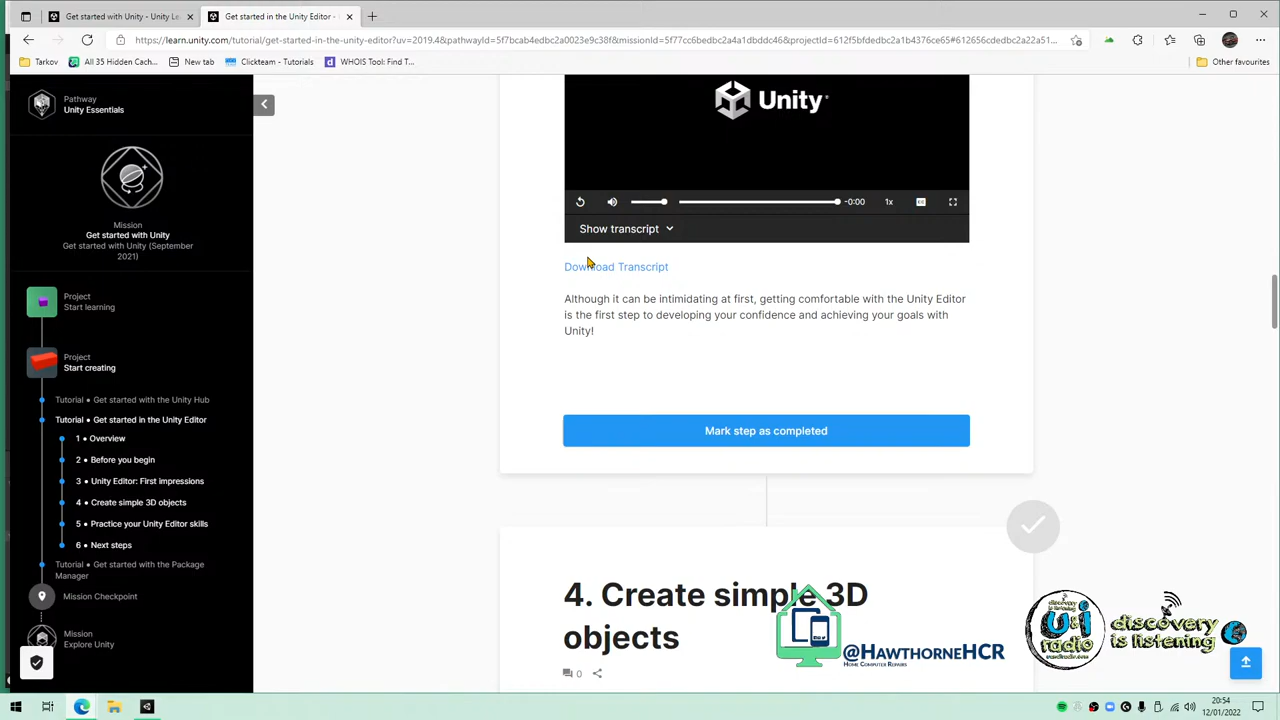 Get started with Unity - Unity Le
Get started in the Unity Editor -
https://learn.unity.com/tutorial/get-started-in-the-unity-editor?uv=2019.4&pathwayId=5f7bcab4edbc2a0023e9c38f&missionId=5f77cc6bedbc2a4a1dbddc46&projectId=612f5bfdedbc2a1b4376ce65#612656cdedbc2a22a51...
Tarkov
All 35 Hidden Cach...
New tab
Clickteam - Tutorials
WHOIS Tool: Find T...
Other favourites
Pathway
Unity Essentials
Mission
Get started with Unity
Get started with Unity (September
2021)
Project
Start learning
Project
Start creating
Tutorial • Get started with the Unity Hub
Tutorial • Get started in the Unity Editor
1 • Overview
2 • Before you begin
3 • Unity Editor: First impressions
4 • Create simple 3D objects
5 • Practice your Unity Editor skills
6 • Next steps
Tutorial • Get started with the Package
Manager
Mission Checkpoint
Mission
Explore Unity
Unity
-0:00
1x
Show transcript
Download Transcript
Although it can be intimidating at first, getting comfortable with the Unity Editor
is the first step to developing your confidence and achieving your goals with
Unity!
Mark step as completed
4. Create simple 3D
objects
0
@HAWTHORNEHCR
HOME COMPUTER REPAIRS
discovery is listening
U&I
radio
discovery
is listening
20:54
12/01/2022